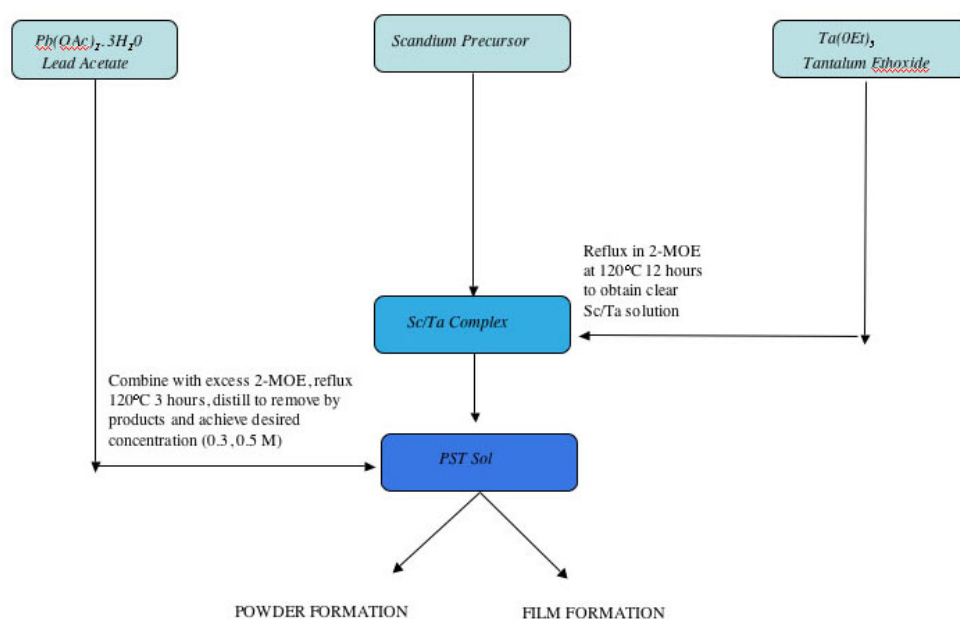 Pb(OAc)₂.3H₂0
Lead Acetate
Scandium Precursor
Ta(0Et)₅
Tantalum Ethoxide
Reflux in 2-MOE
at 120°C 12 hours
to obtain clear
Sc/Ta solution
Sc/Ta Complex
Combine with excess 2-MOE, reflux
120°C 3 hours, distill to remove by
products and achieve desired
concentration (0.3, 0.5 M)
PST Sol
POWDER FORMATION
FILM FORMATION